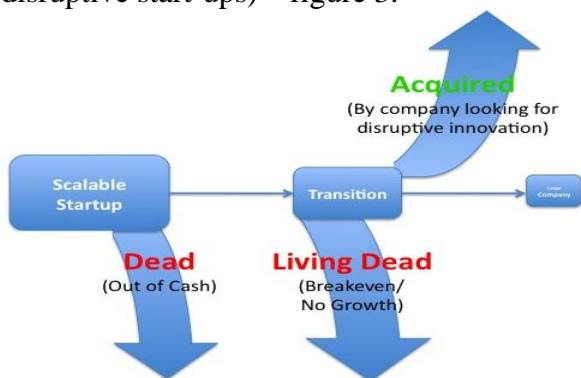 disruptive start-ups) – figure 3.
Acquired
(By company looking for
disruptive innovation)
Scalable
Startup
Transition
Large
Company
Dead
(Out of Cash)
Living Dead
(Breakeven/
No Growth)